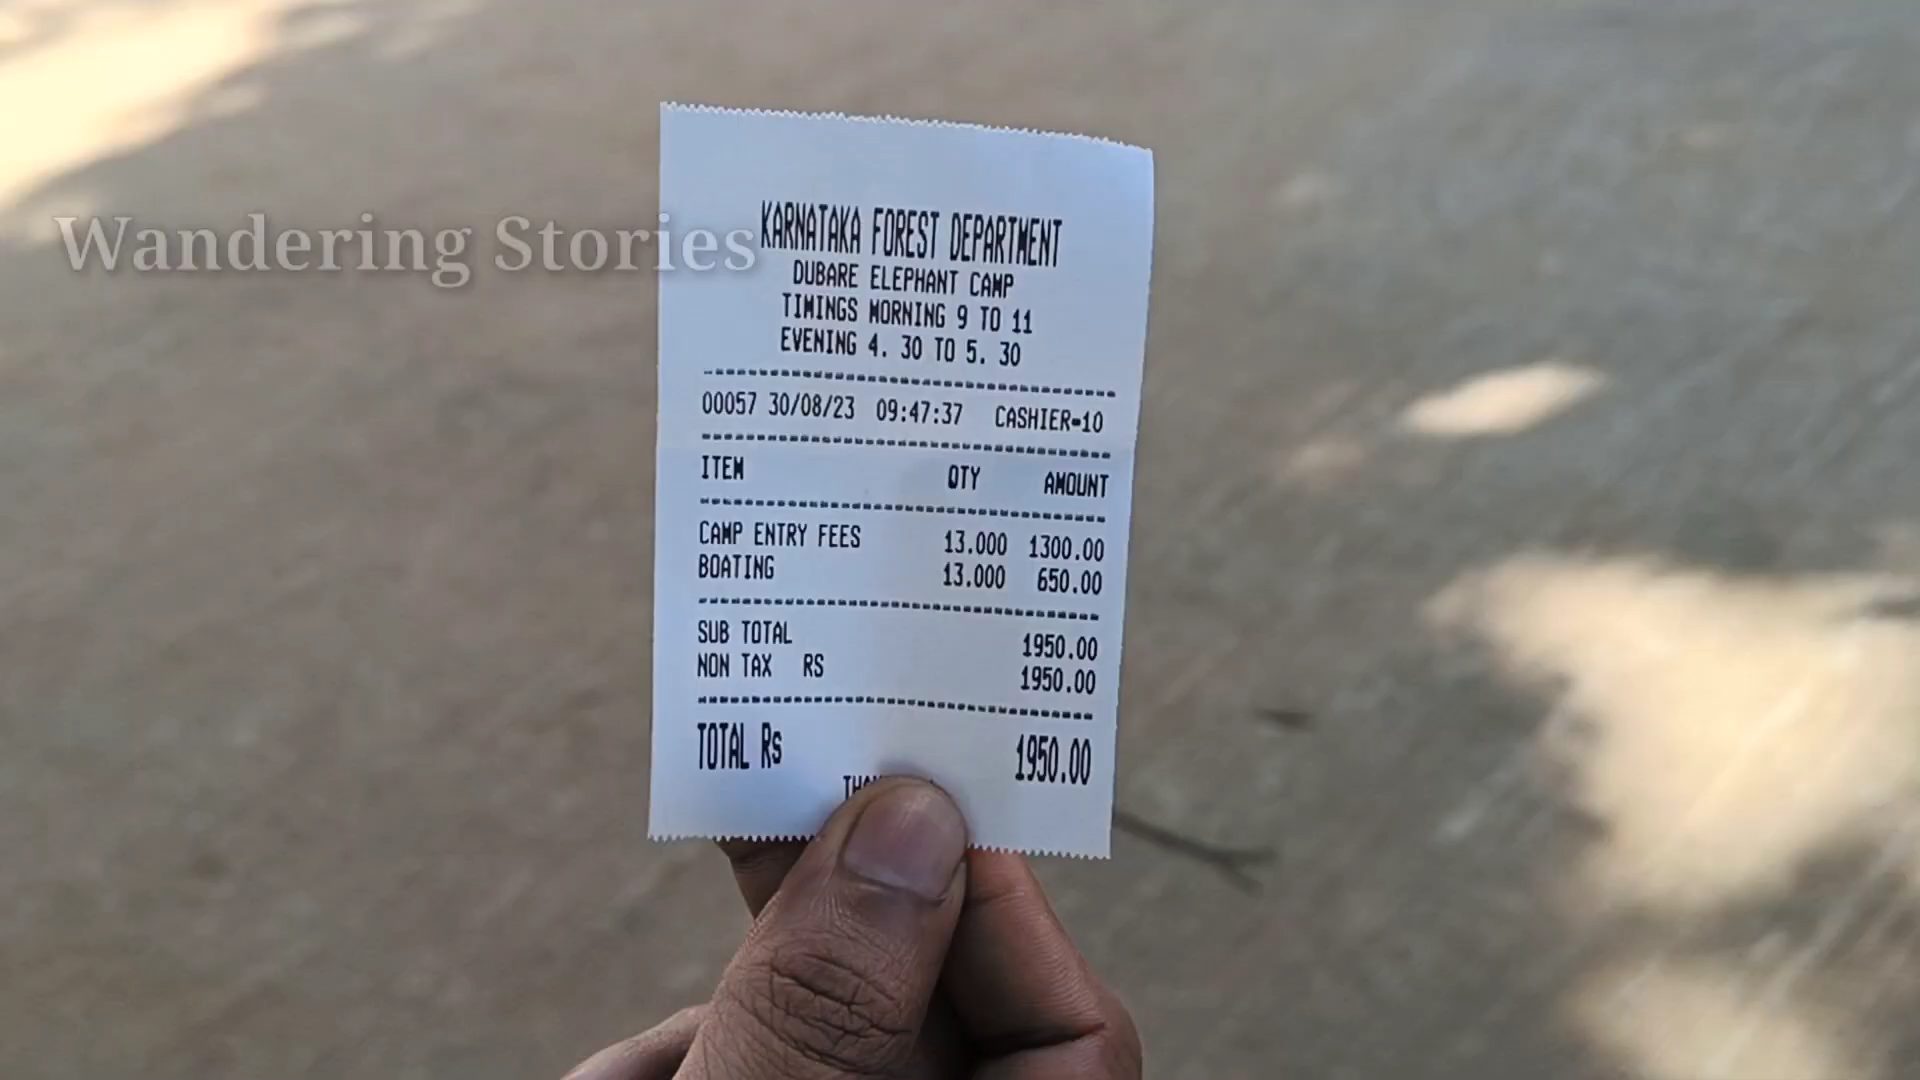 Wandering Stories
KARNATAKA FOREST DEPARTMENT
DUBARE ELEPHANT CAMP
TIMINGS MORNING 9 TO 11
EVENING 4. 30 TO 5. 30
00057 30/08/23 09:47:37 CASHIER=10
ITEM QTY AMOUNT
CAMP ENTRY FEES 13.000 1300.00
BOATING 13.000 650.00
SUB TOTAL 1950.00
NON TAX RS 1950.00
TOTAL Rs 1950.00